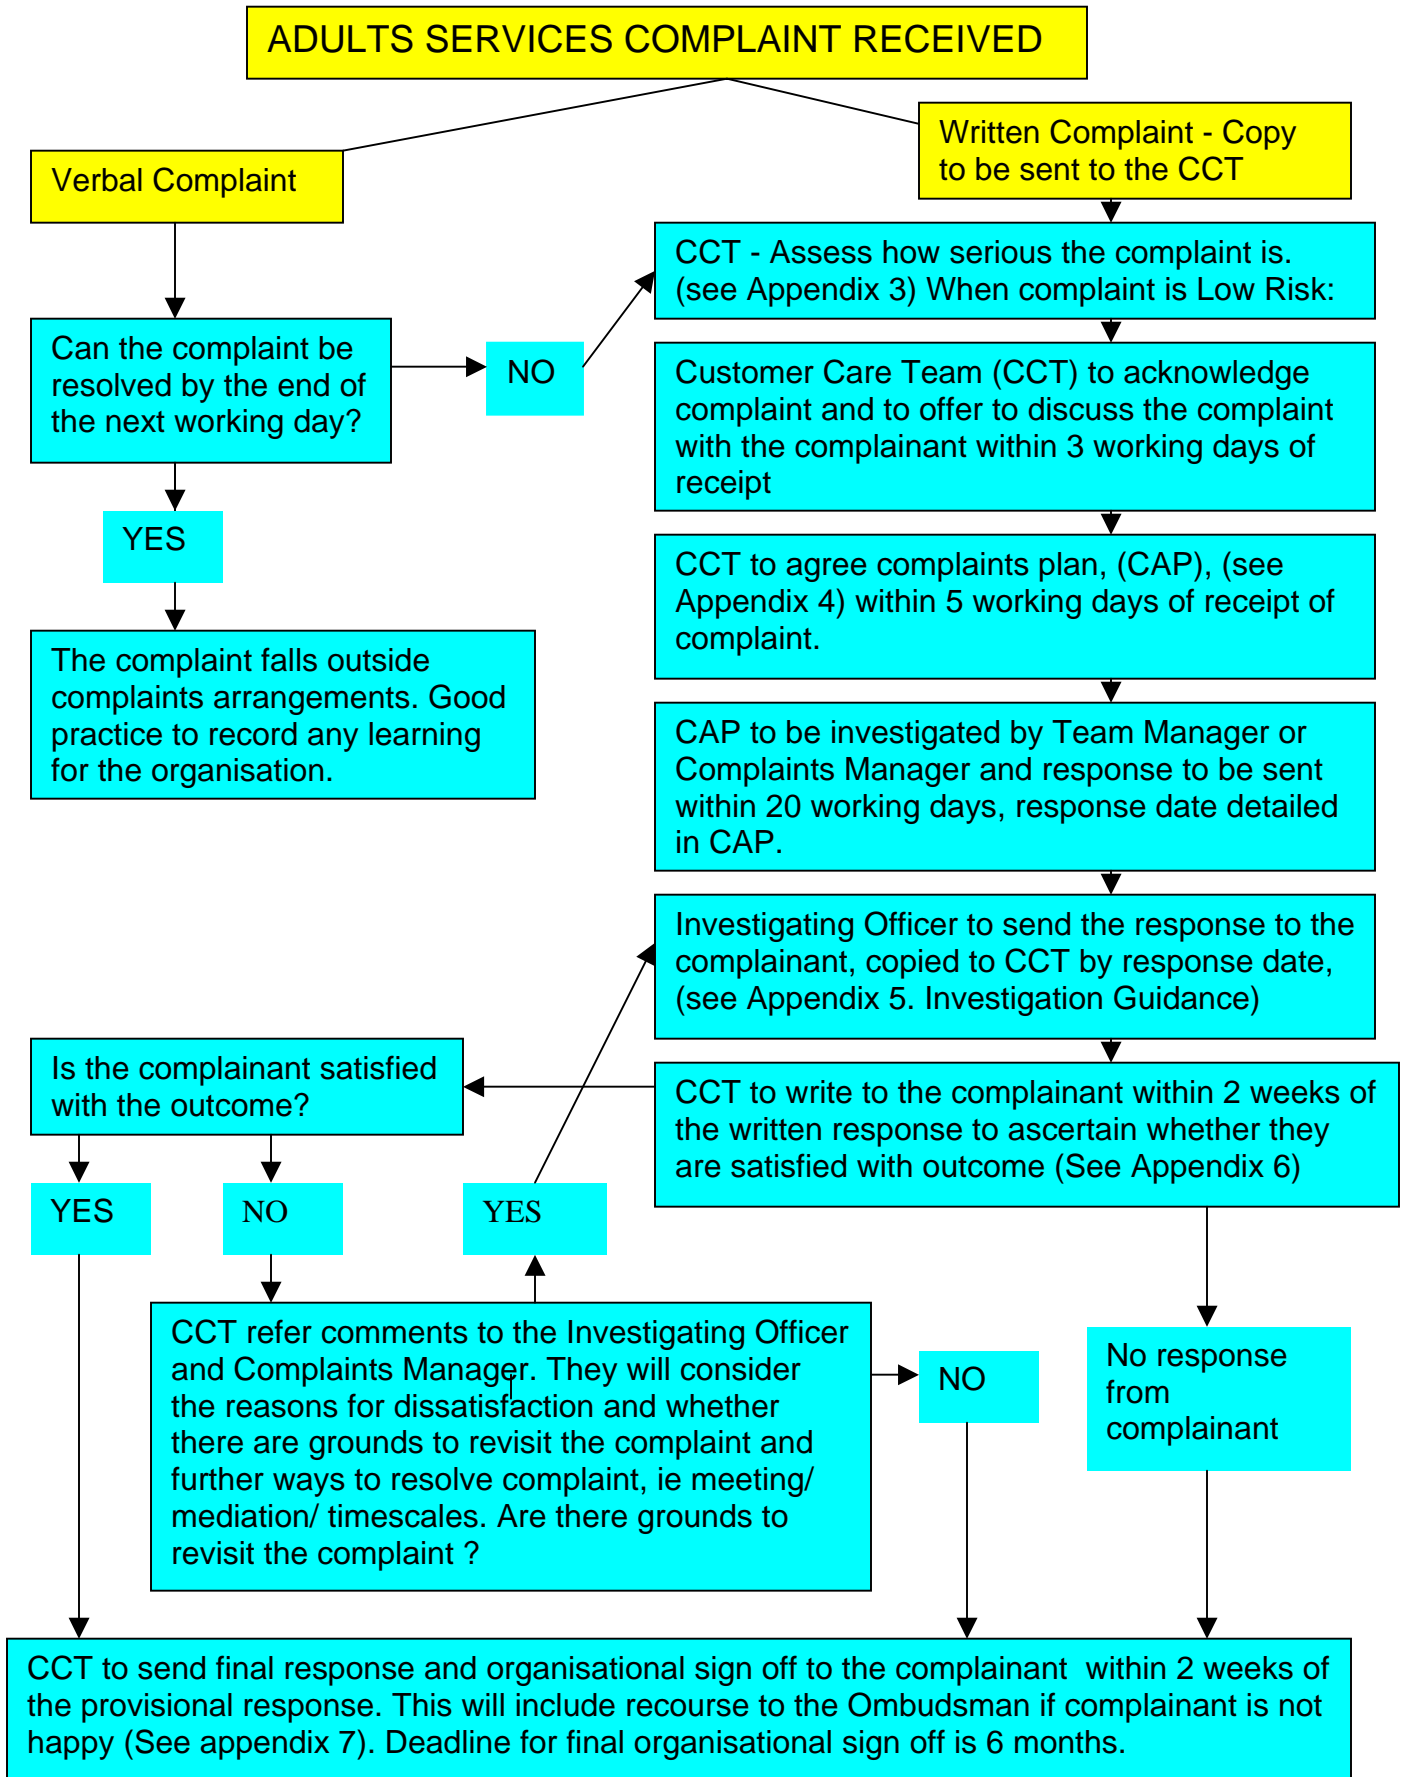 ADULTS SERVICES COMPLAINT RECEIVED
Written Complaint - Copy
to be sent to the CCT
Verbal Complaint
CCT - Assess how serious the complaint is.
(see Appendix 3) When complaint is Low Risk:
Can the complaint be
resolved by the end of
the next working day?
NO
Customer Care Team (CCT) to acknowledge
complaint and to offer to discuss the complaint
with the complainant within 3 working days of
receipt
YES
CCT to agree complaints plan, (CAP), (see
Appendix 4) within 5 working days of receipt of
complaint.
The complaint falls outside
complaints arrangements. Good
practice to record any learning
for the organisation.
CAP to be investigated by Team Manager or
Complaints Manager and response to be sent
within 20 working days, response date detailed
in CAP.
Investigating Officer to send the response to the
complainant, copied to CCT by response date,
(see Appendix 5. Investigation Guidance)
Is the complainant satisfied
with the outcome?
CCT to write to the complainant within 2 weeks of
the written response to ascertain whether they
are satisfied with outcome (See Appendix 6)
YES
NO
YES
CCT refer comments to the Investigating Officer
and Complaints Manager. They will consider
the reasons for dissatisfaction and whether
there are grounds to revisit the complaint and
further ways to resolve complaint, ie meeting/
mediation/ timescales. Are there grounds to
revisit the complaint ?
NO
No response
from
complainant
CCT to send final response and organisational sign off to the complainant  within 2 weeks of
the provisional response. This will include recourse to the Ombudsman if complainant is not
happy (See appendix 7). Deadline for final organisational sign off is 6 months.